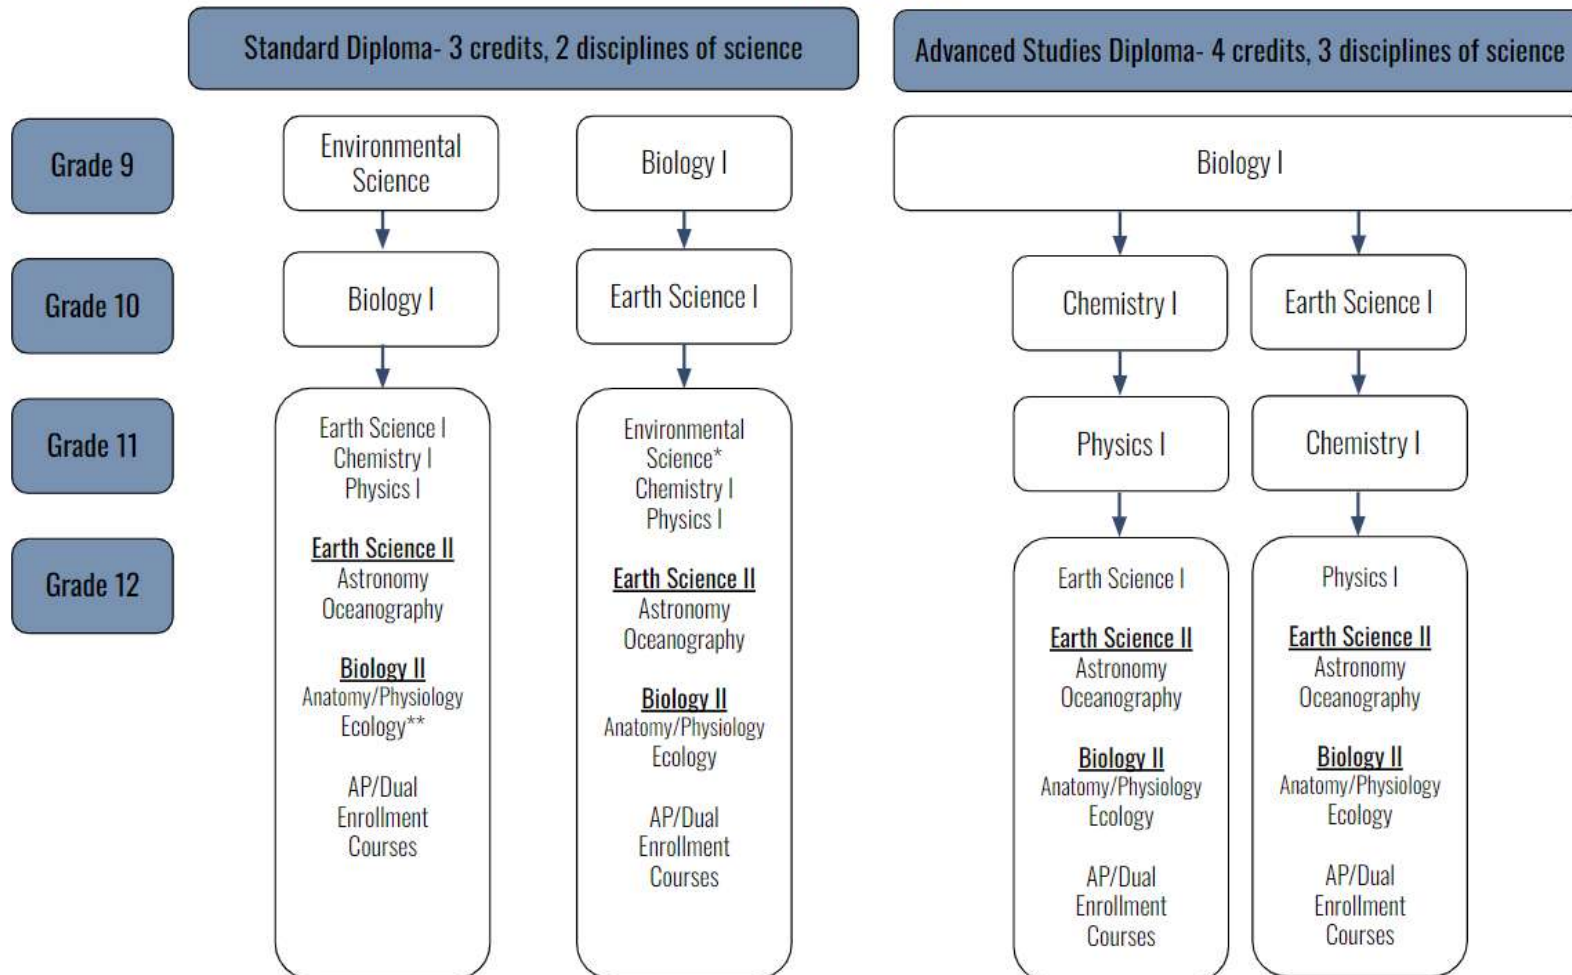 Standard Diploma- 3 credits, 2 disciplines of science
Advanced Studies Diploma- 4 credits, 3 disciplines of science
Grade 9
Environmental
Science
Biology I
Biology I
Grade 10
Biology I
Earth Science I
Chemistry I
Earth Science I
Grade 11
Grade 12
Earth Science I
Chemistry I
Physics I
Earth Science II
Astronomy
Oceanography
Biology II
Anatomy/Physiology
Ecology**
AP/Dual
Enrollment
Courses
Environmental
Science*
Chemistry I
Physics I
Earth Science II
Astronomy
Oceanography
Biology II
Anatomy/Physiology
Ecology
AP/Dual
Enrollment
Courses
Physics I
Chemistry I
Earth Science I
Earth Science II
Astronomy
Oceanography
Biology II
Anatomy/Physiology
Ecology
AP/Dual
Enrollment
Courses
Physics I
Earth Science II
Astronomy
Oceanography
Biology II
Anatomy/Physiology
Ecology
AP/Dual
Enrollment
Courses